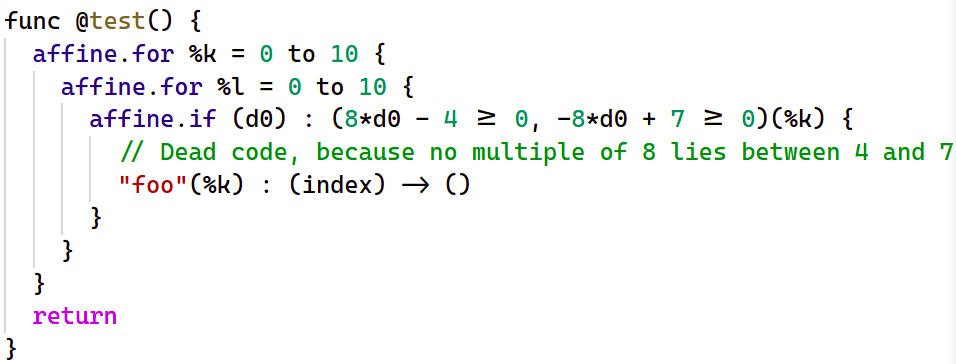 func @test() {
  affine.for %k = 0 to 10 {
    affine.for %l = 0 to 10 {
      affine.if (d0) : (8*d0 - 4 ≥ 0, -8*d0 + 7 ≥ 0)(%k) {
        // Dead code, because no multiple of 8 lies between 4 and 7
        "foo"(%k) : (index) → ()
      }
    }
  }
  return
}